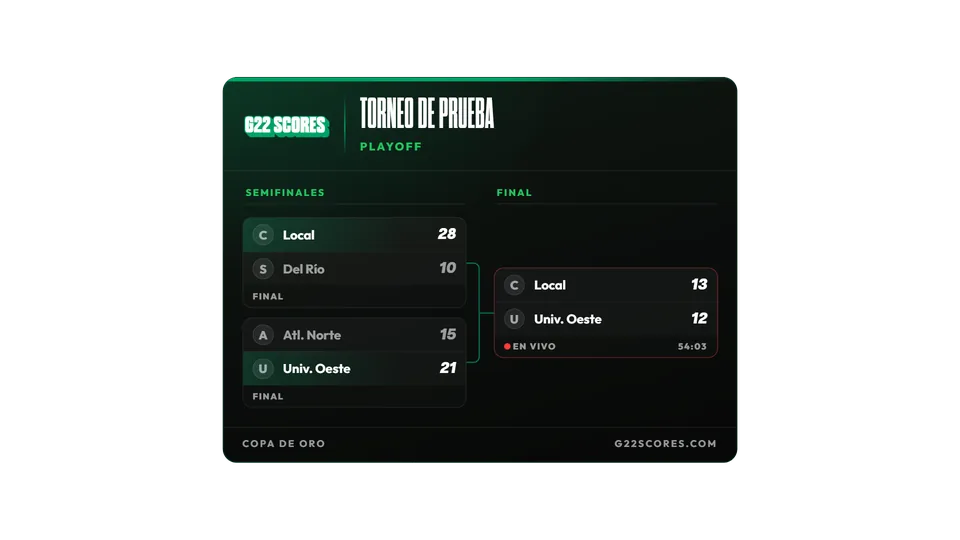 G22 SCORES
TORNEO DE PRUEBA
PLAYOFF
SEMIFINALES
C Local 28
S Del Río 10
FINAL
A Atl. Norte 15
U Univ. Oeste 21
FINAL
FINAL
C Local 13
U Univ. Oeste 12
EN VIVO 54:03
COPA DE ORO
G22SCORES.COM